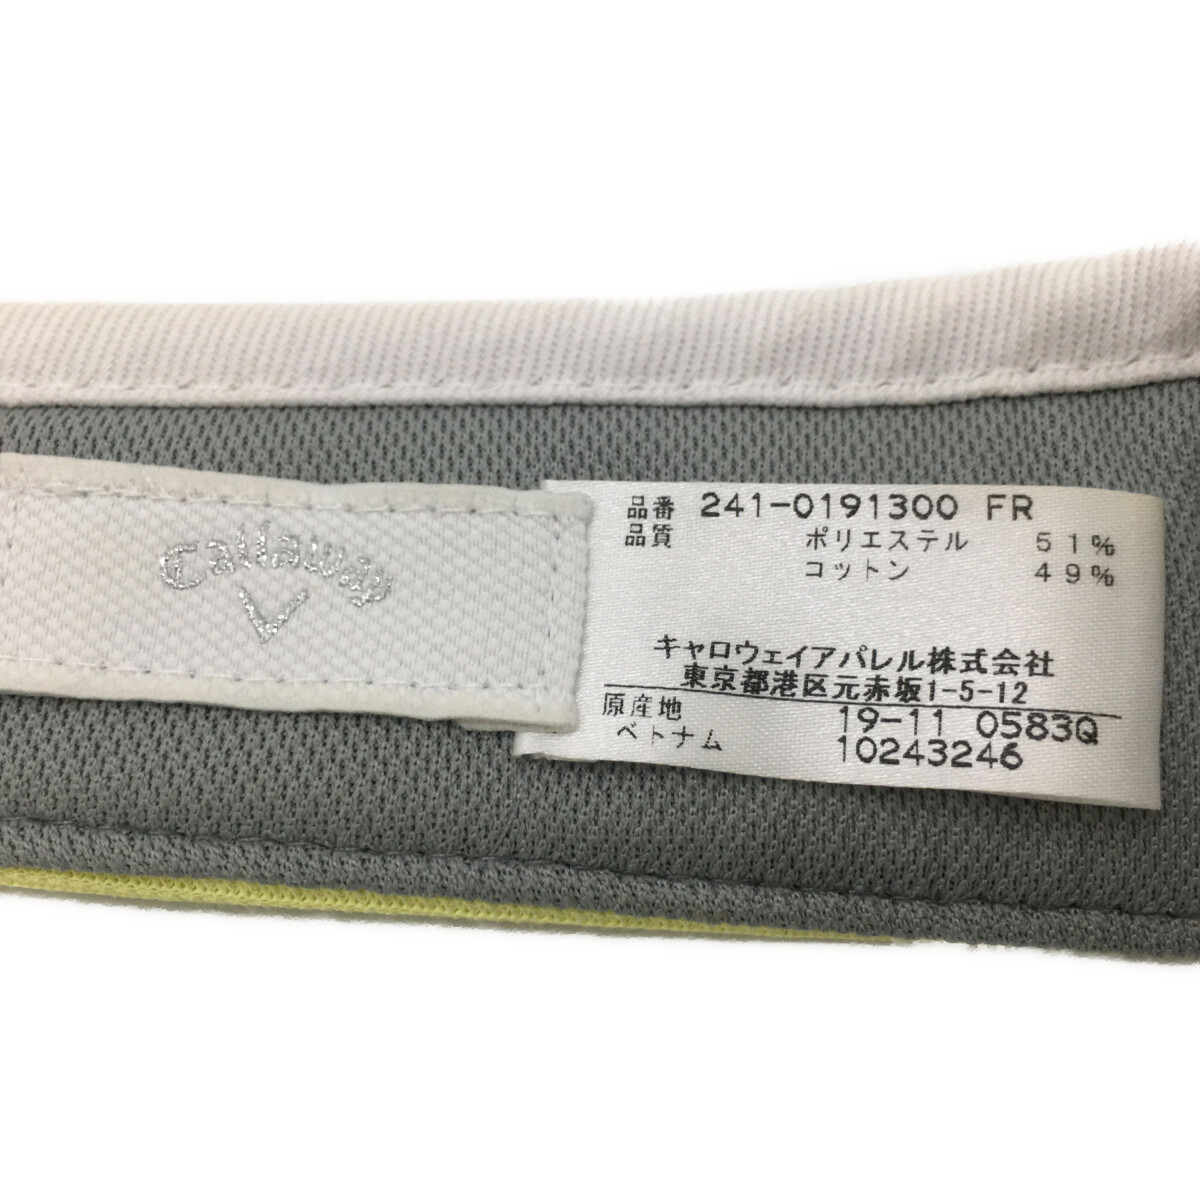 Callaway
品番 241-0191300 FR
品質 ポリエステル 51%
コットン 49%
キャロウェイアパレル株式会社
東京都港区元赤坂1-5-12
原産地 19-11 0583Q
ベトナム 10243246